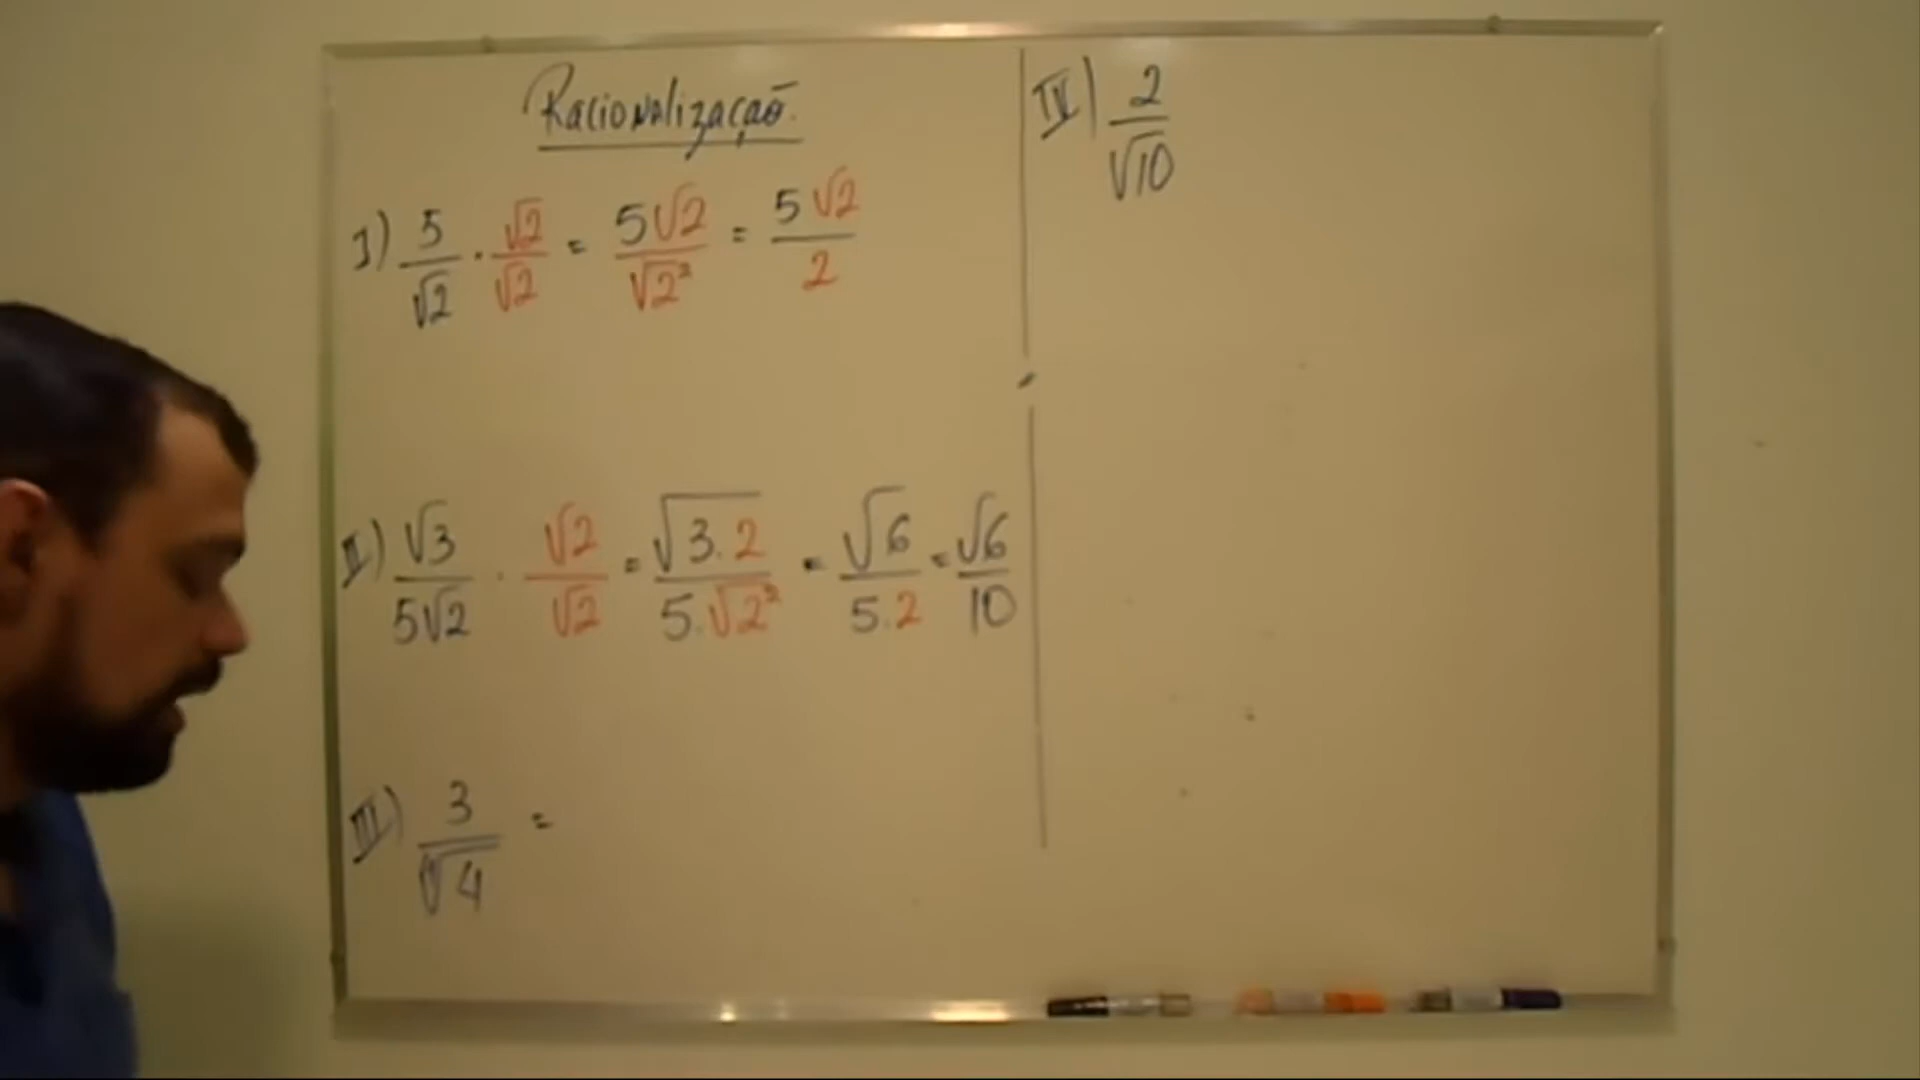 Racionalização.
I) 5/√2 · √2/√2 = 5√2/√2² = 5√2/2
II) √3/5√2 · √2/√2 = √3.2/5.√2² = √6/5.2 = √6/10
III) 3/√4 =
IV) 2/√10